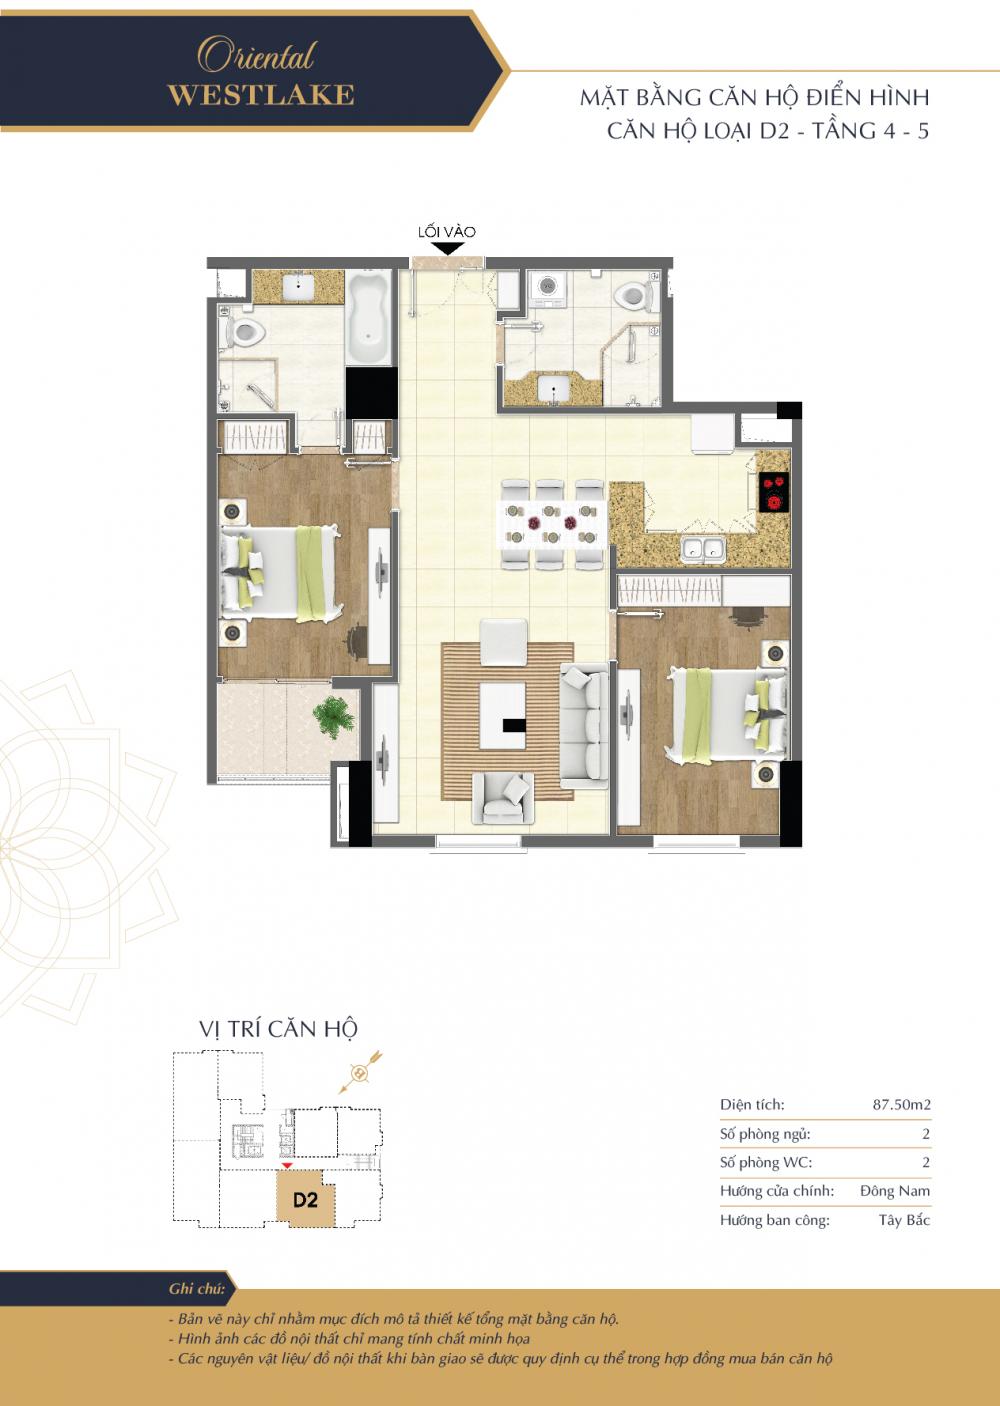 Oriental
WESTLAKE
MẶT BẰNG CĂN HỘ ĐIỂN HÌNH
CĂN HỘ LOẠI D2 - TẦNG 4 - 5
LỐI VÀO
VỊ TRÍ CĂN HỘ
D2
Diện tích: 87.50m2
Số phòng ngủ: 2
Số phòng WC: 2
Hướng cửa chính: Đông Nam
Hướng ban công: Tây Bắc
Ghi chú:
- Bản vẽ này chỉ nhằm mục đích mô tả thiết kế tổng mặt bằng căn hộ.
- Hình ảnh các đồ nội thất chỉ mang tính chất minh họa
- Các nguyên vật liệu/ đồ nội thất khi bàn giao sẽ được quy định cụ thể trong hợp đồng mua bán căn hộ